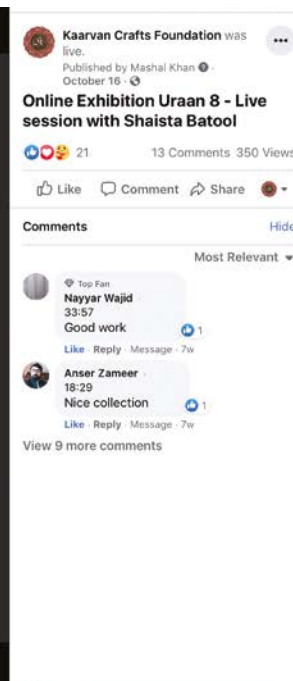 Kaarvan Crafts Foundation was
live.
Published by Mashal Khan
October 16
Online Exhibition Uraan 8 - Live
session with Shaista Batool
21
13 Comments 350 Views
Like Comment Share
Comments Hide
Most Relevant
Top Fan
Nayyar Wajid
33:57
Good work
1
Like · Reply · Message · 7w
Anser Zameer
18:29
Nice collection
1
Like · Reply · Message · 7w
View 9 more comments